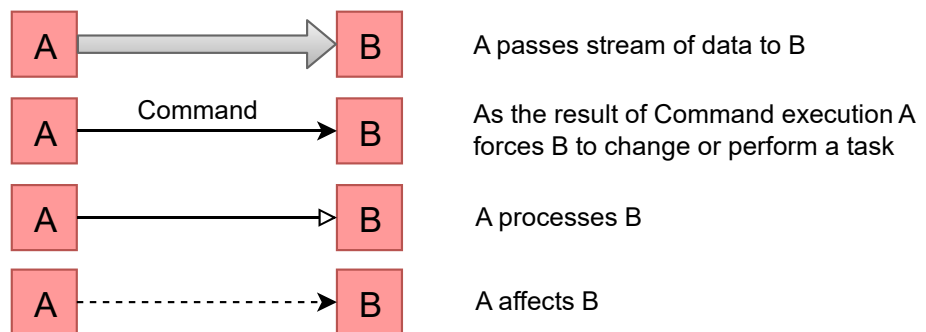 A B A passes stream of data to B
Command
A B As the result of Command execution A
forces B to change or perform a task
A B A processes B
A B A affects B